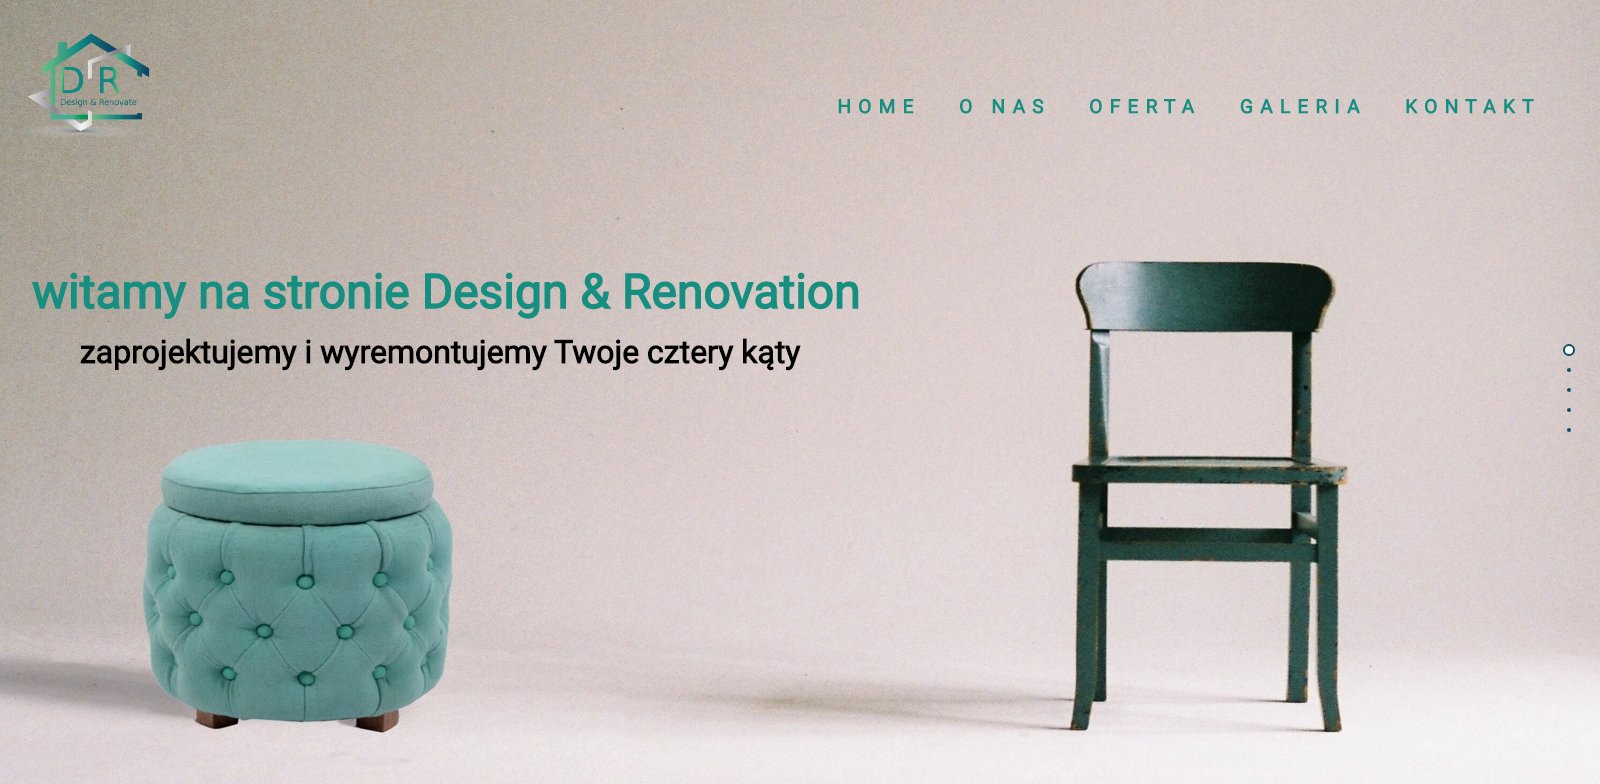 D R
Design & Renovate
HOME O NAS OFERTA GALERIA KONTAKT
witamy na stronie Design & Renovation
zaprojektujemy i wyremontujemy Twoje cztery kąty